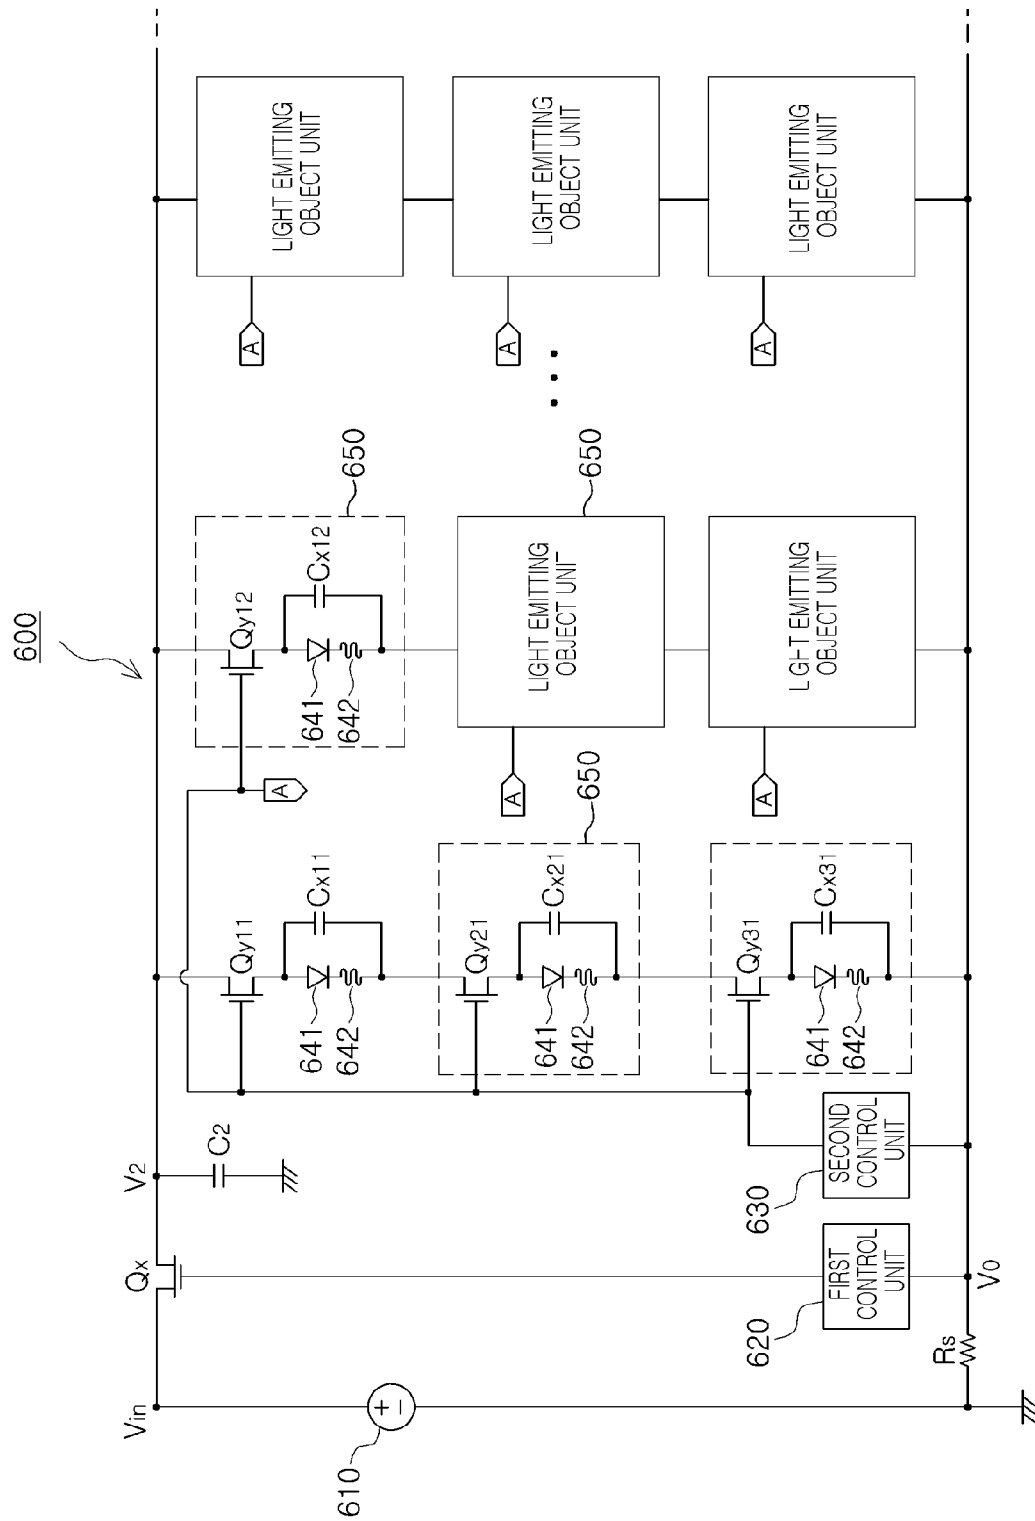 600
Vin
Qx
V2
C2
610
Rs
V0
620
FIRST
CONTROL
UNIT
630
SECOND
CONTROL
UNIT
Qy11
Cx11
641
642
Qy21
Cx21
641
642
650
Qy31
Cx31
641
642
A
Qy12
Cx12
641
642
650
A
LIGHT EMITTING
OBJECT UNIT
650
A
LGHT EMITTING
OBJECT UNIT
A
LIGHT EMITTING
OBJECT UNIT
A
LIGHT EMITTING
OBJECT UNIT
A
LIGHT EMITTING
OBJECT UNIT